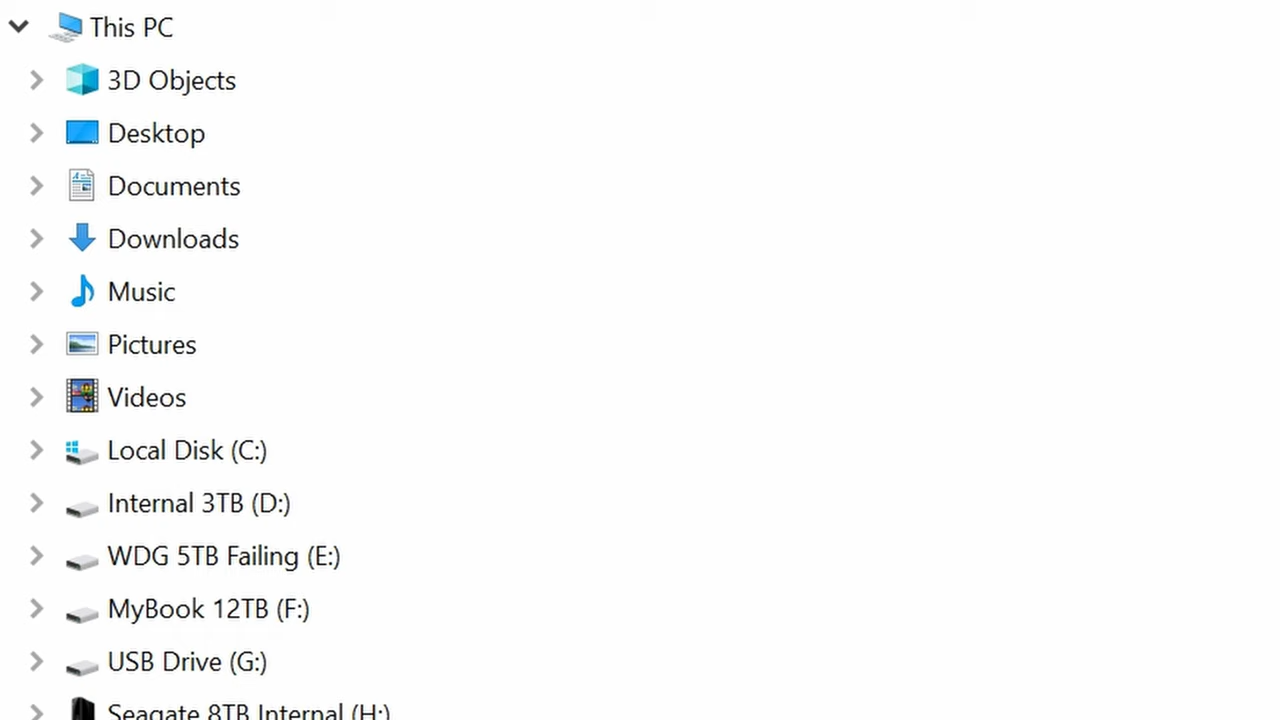 This PC
3D Objects
Desktop
Documents
Downloads
Music
Pictures
Videos
Local Disk (C:)
Internal 3TB (D:)
WDG 5TB Failing (E:)
MyBook 12TB (F:)
USB Drive (G:)
Seagate 8TB Internal (H:)